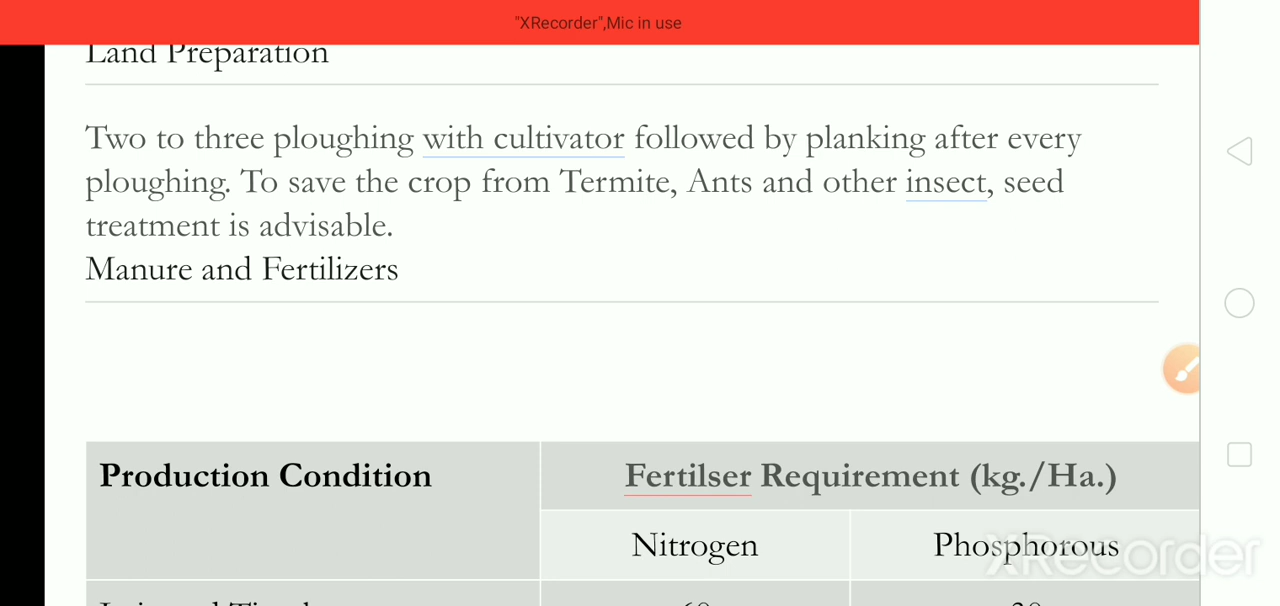 "XRecorder",Mic in use
Land Preparation
Two to three ploughing with cultivator followed by planking after every
ploughing. To save the crop from Termite, Ants and other insect, seed
treatment is advisable.
Manure and Fertilizers
Production Condition
Fertilser Requirement (kg./Ha.)
Nitrogen
Phosphorous
XRecorder